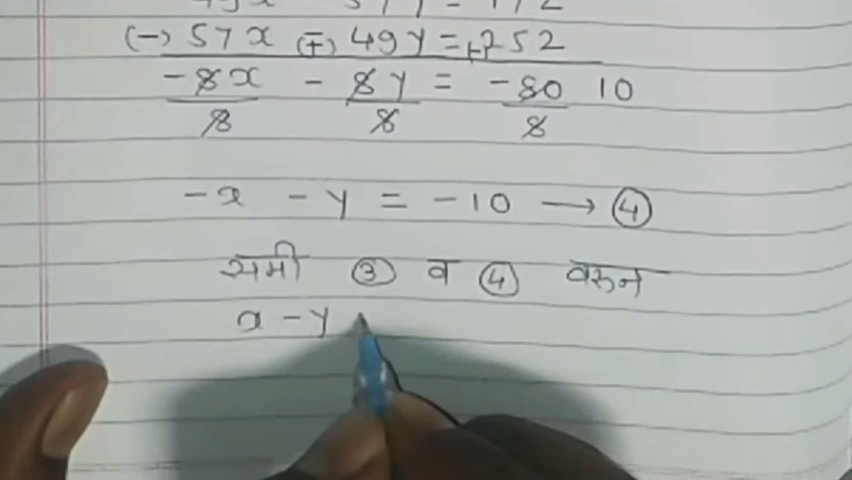 (-) 57x (∓) 49y = 252
-8x - 8y = -80 10
8 8 8
-x - y = -10 → ④
समी ③ व ④ वरून
x - y